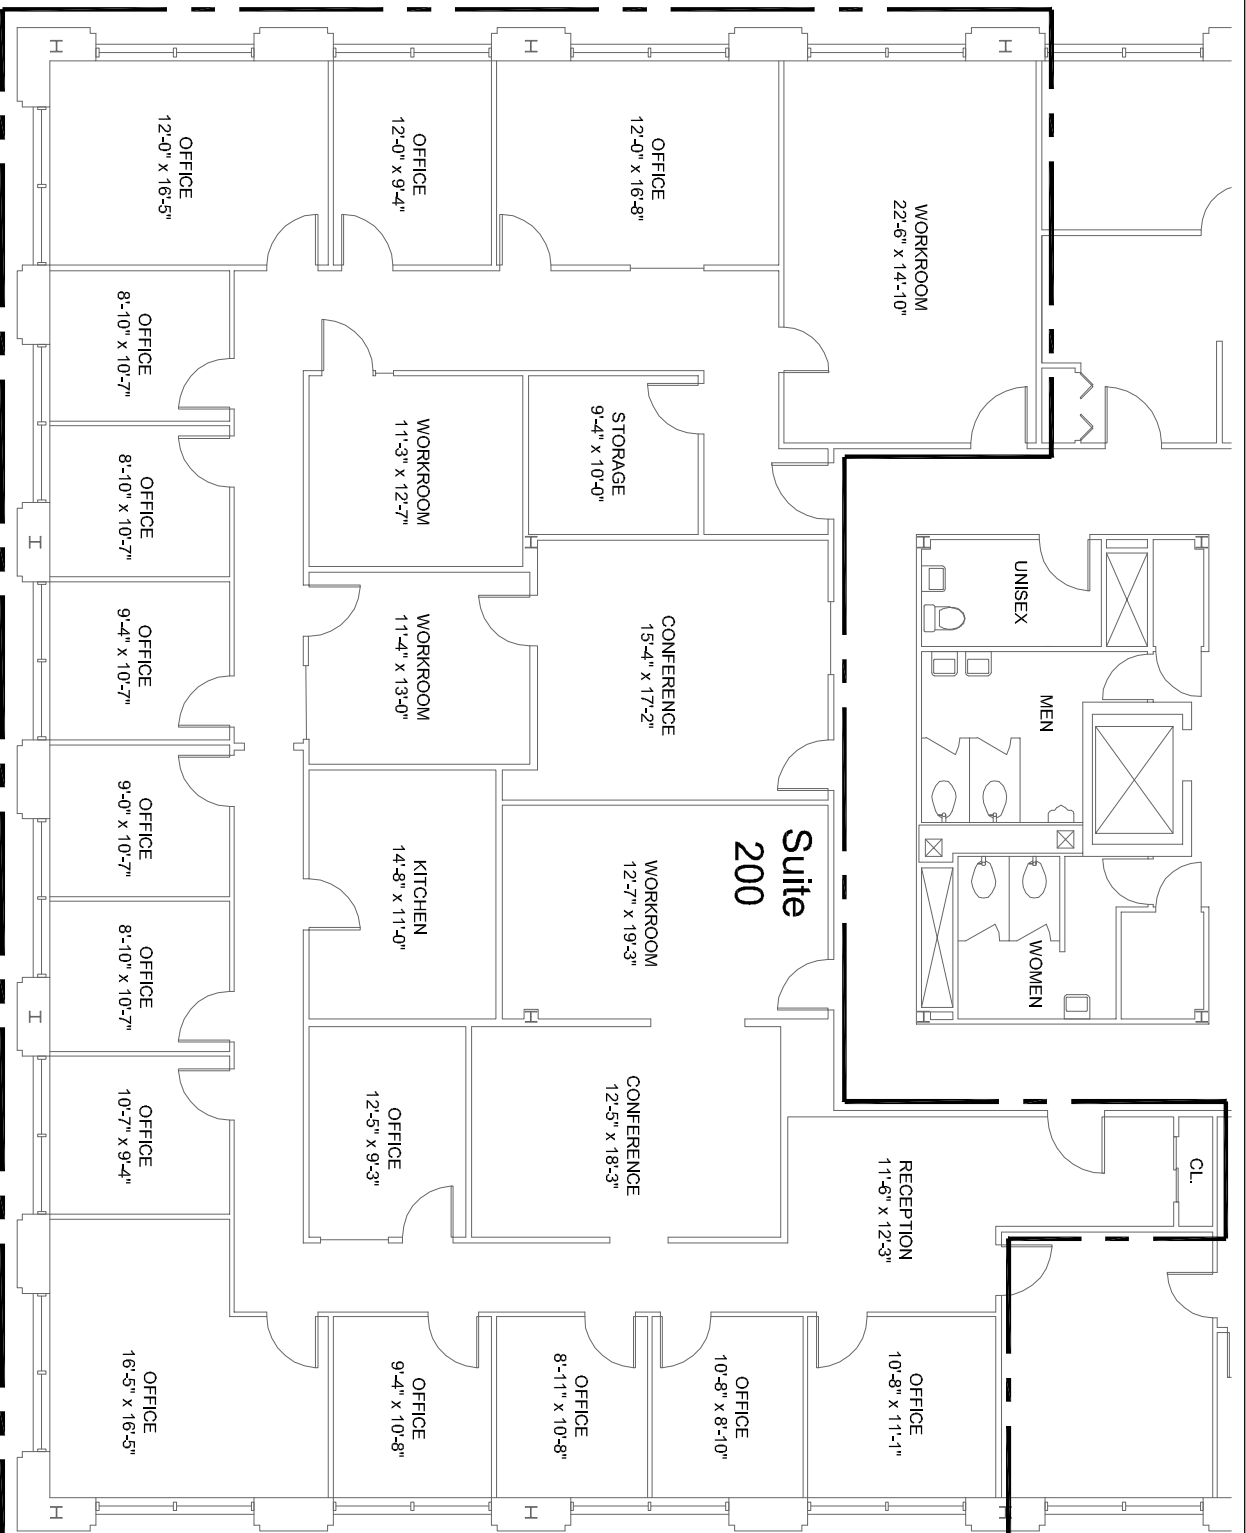 OFFICE
12'-0" x 16'-5"
OFFICE
12'-0" x 9'-4"
OFFICE
12'-0" x 16'-8"
WORKROOM
22'-6" x 14'-10"
OFFICE
8'-10" x 10'-7"
OFFICE
8'-10" x 10'-7"
WORKROOM
11'-3" x 12'-7"
STORAGE
9'-4" x 10'-0"
OFFICE
9'-4" x 10'-7"
WORKROOM
11'-4" x 13'-0"
CONFERENCE
15'-4" x 17'-2"
UNISEX
MEN
OFFICE
9'-0" x 10'-7"
KITCHEN
14'-8" x 11'-0"
WORKROOM
12'-7" x 19'-3"
Suite
200
WOMEN
OFFICE
8'-10" x 10'-7"
OFFICE
10'-7" x 9'-4"
OFFICE
12'-5" x 9'-3"
CONFERENCE
12'-5" x 18'-3"
RECEPTION
11'-6" x 12'-3"
CL.
OFFICE
16'-5" x 16'-5"
OFFICE
9'-4" x 10'-8"
OFFICE
8'-11" x 10'-8"
OFFICE
10'-8" x 8'-10"
OFFICE
10'-8" x 11'-1"